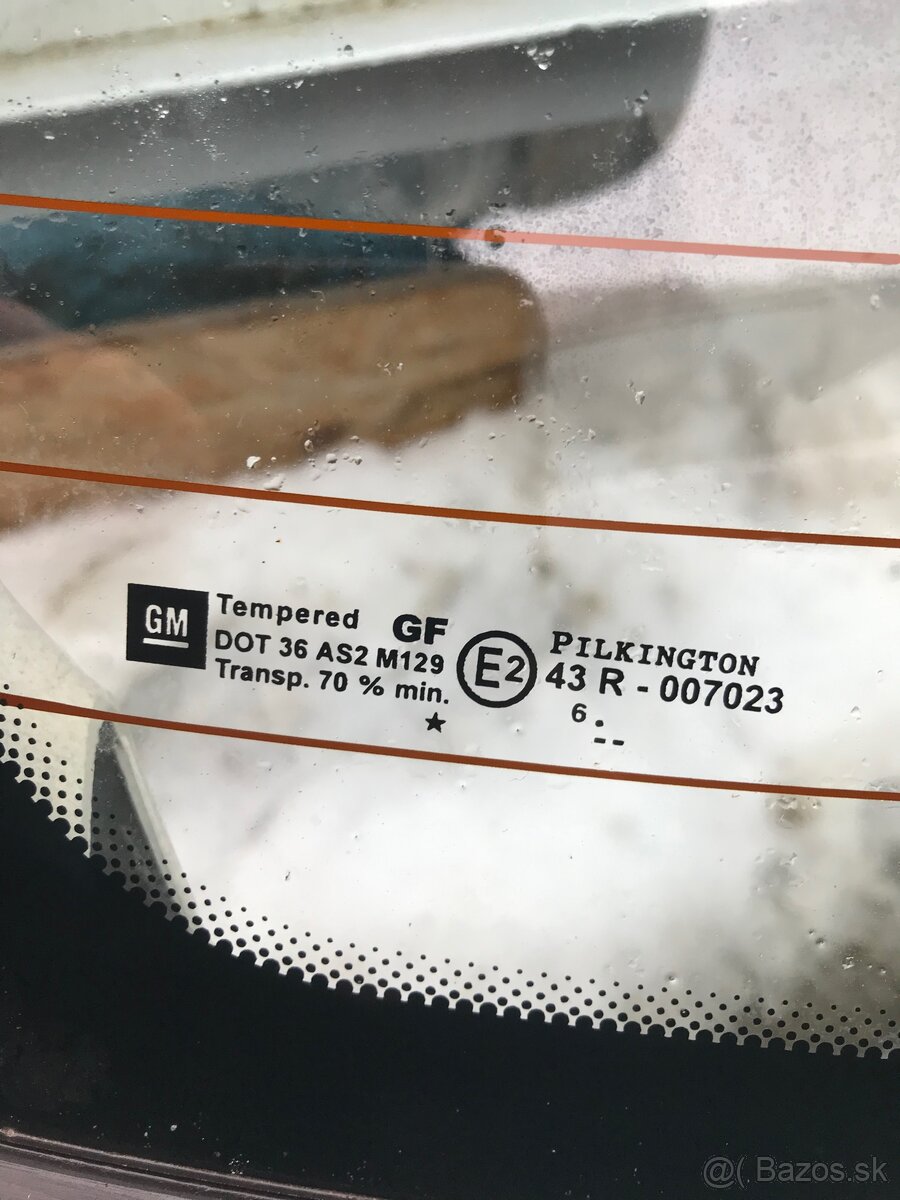 GM
Tempered GF
DOT 36 AS2 M129
Transp. 70 % min.
★
E2
PILKINGTON
43 R - 007023
6 .
--
@( Bazos.sk